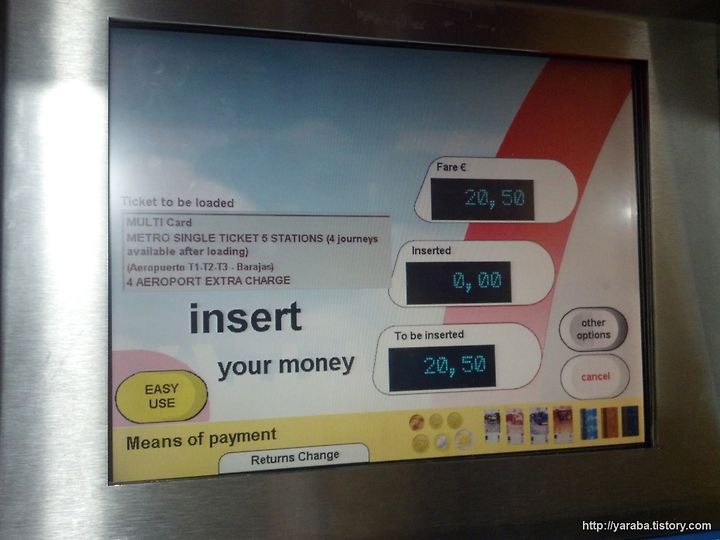 Fare €
20,50
Ticket to be loaded
MULTI Card
METRO SINGLE TICKET 5 STATIONS (4 journeys
available after loading)
(Aeropuerto T1-T2-T3 - Barajas)
4 AEROPORT EXTRA CHARGE
Inserted
0,00
insert
your money
To be inserted
20,50
other
options
cancel
EASY
USE
Means of payment
Returns Change
http://yaraba.tistory.com